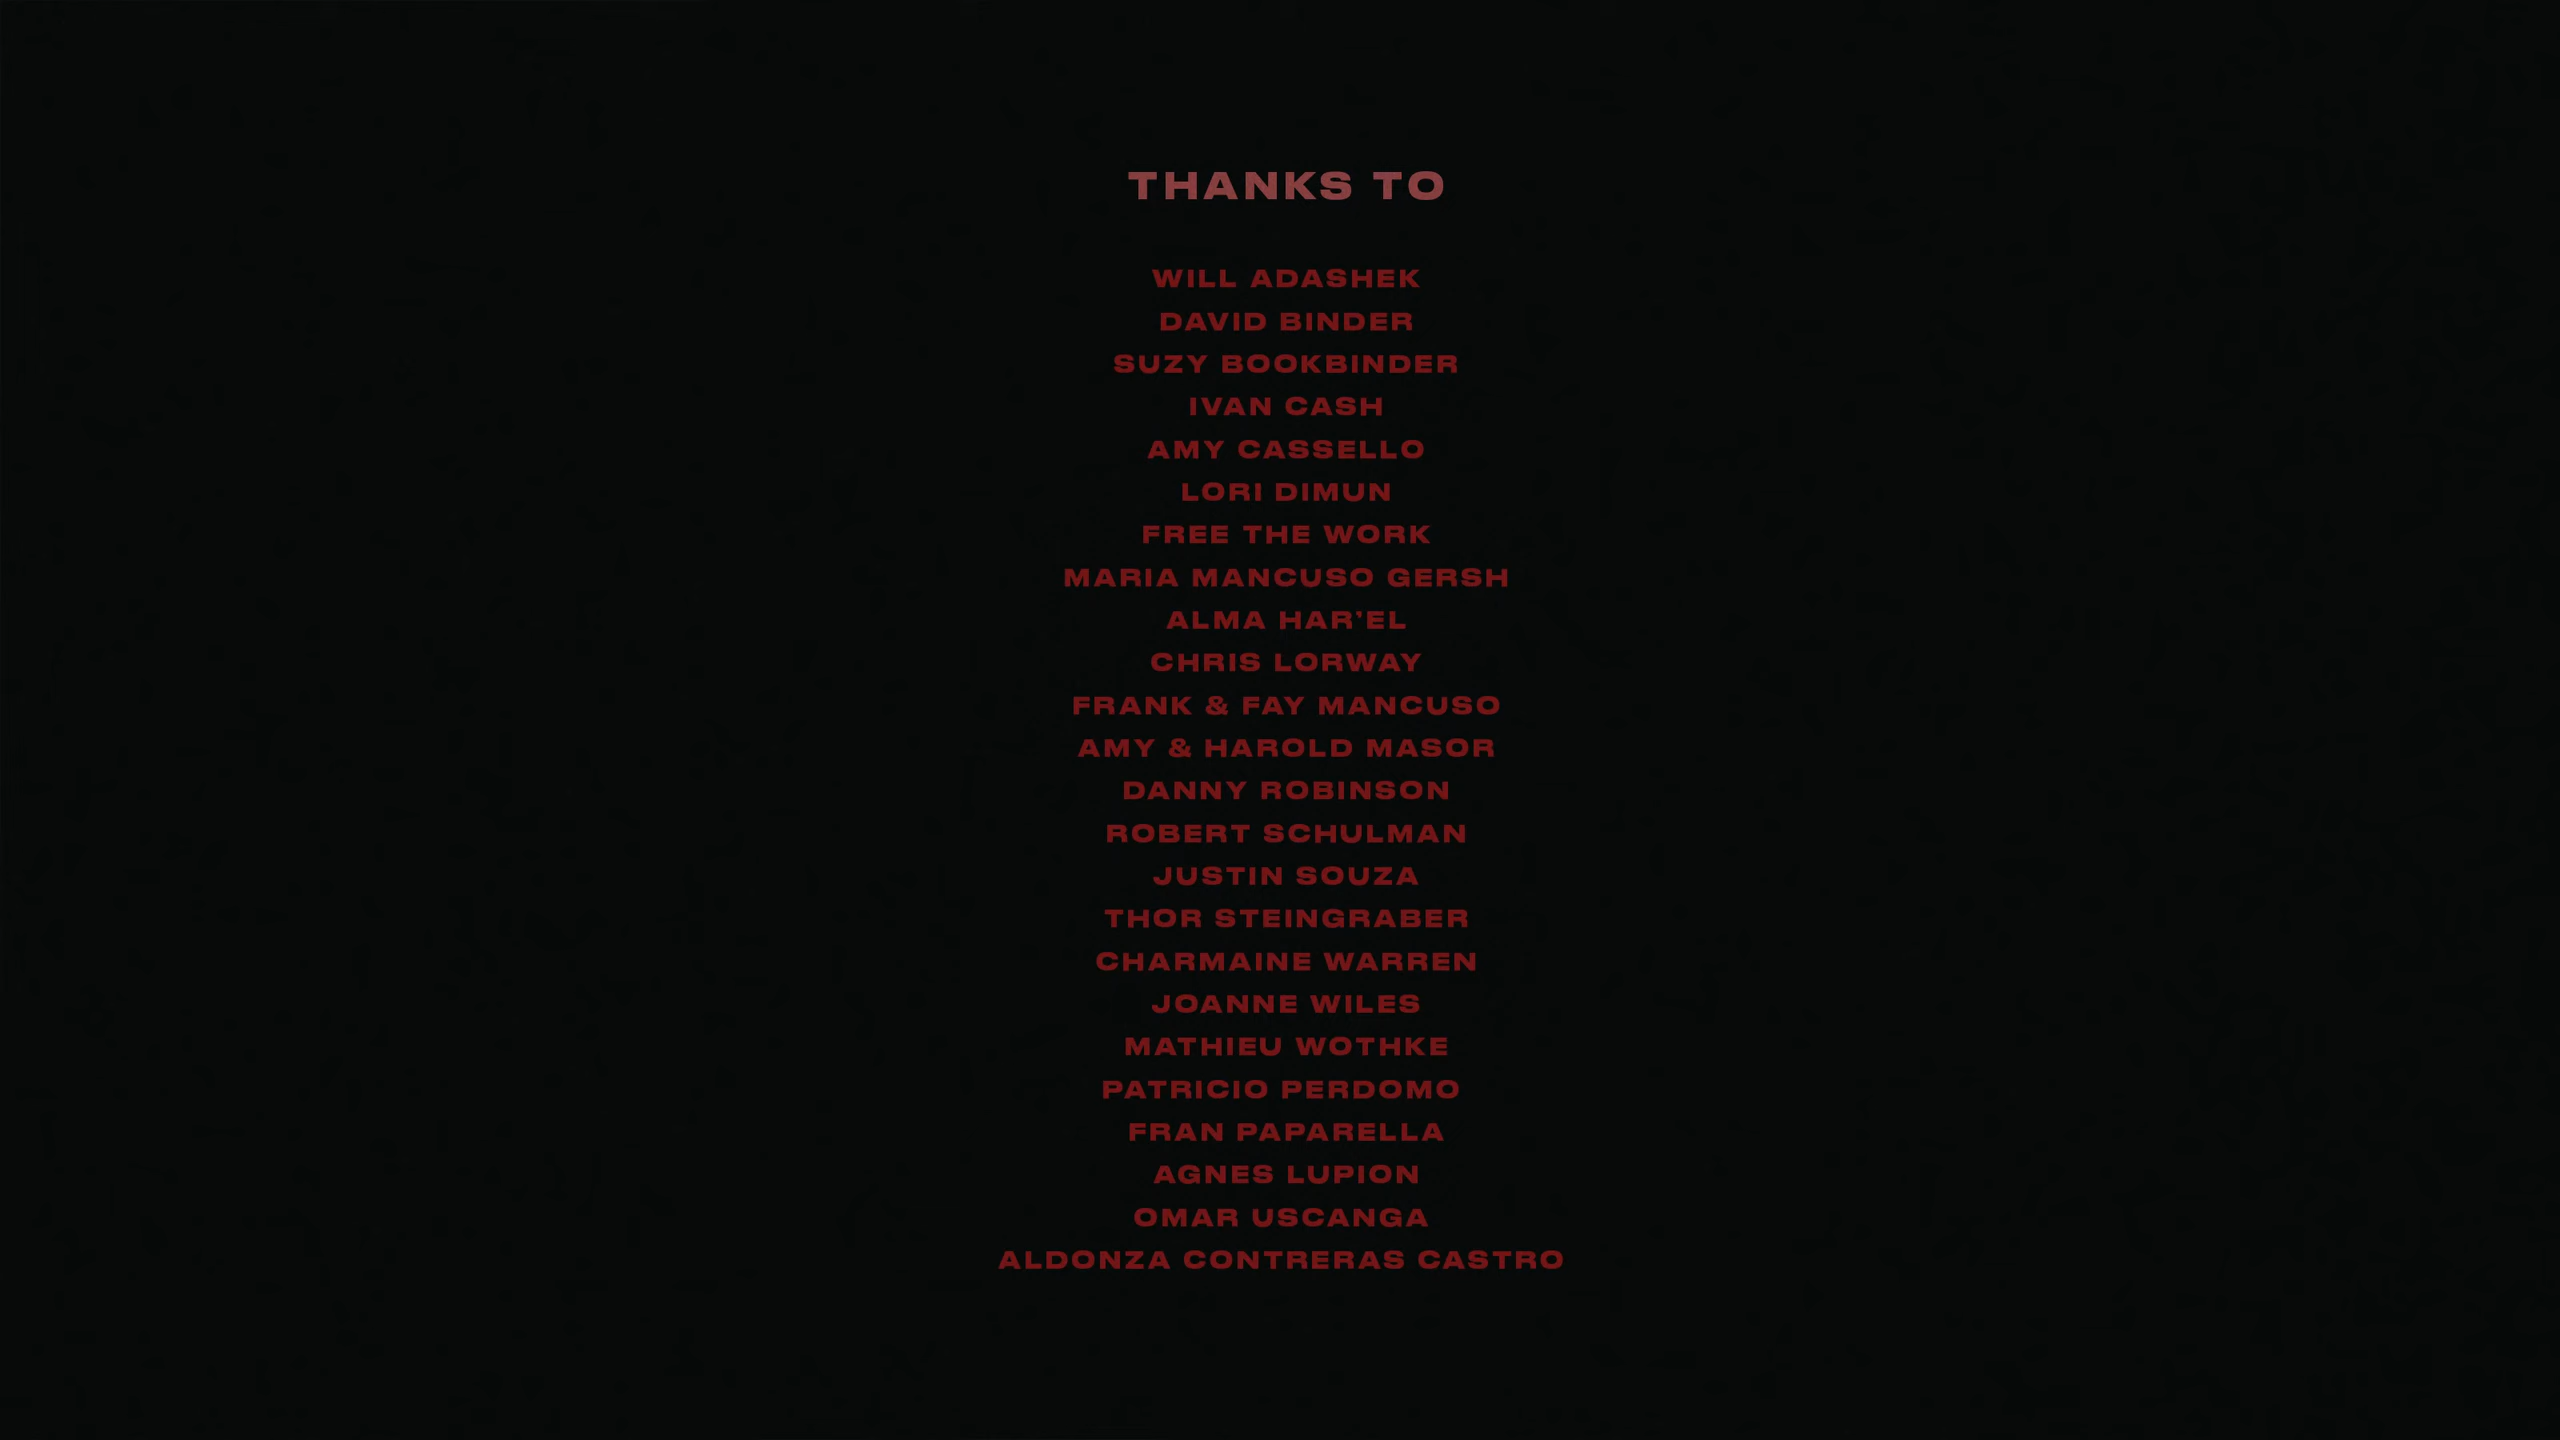 THANKS TO
WILL ADASHEK
DAVID BINDER
SUZY BOOKBINDER
IVAN CASH
AMY CASSELLO
LORI DIMUN
FREE THE WORK
MARIA MANCUSO GERSH
ALMA HAR'EL
CHRIS LORWAY
FRANK & FAY MANCUSO
AMY & HAROLD MASOR
DANNY ROBINSON
ROBERT SCHULMAN
JUSTIN SOUZA
THOR STEINGRABER
CHARMAINE WARREN
JOANNE WILES
MATHIEU WOTHKE
PATRICIO PERDOMO
FRAN PAPARELLA
AGNES LUPION
OMAR USCANGA
ALDONZA CONTRERAS CASTRO